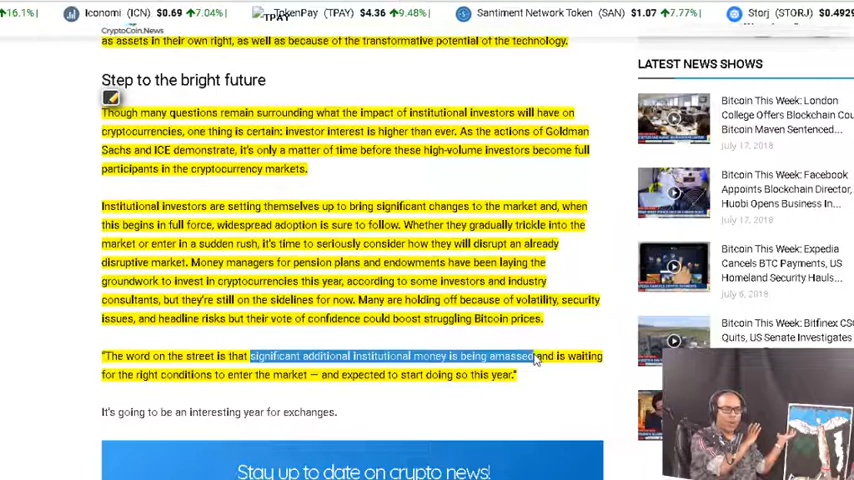 16.1% Iconomi (ICN) $0.69 7.04% TokenPay (TPAY) $4.36 9.48% Santiment Network Token (SAN) $1.07 7.77% Storj (STORJ) $0.4929
TPAY
CryptoCoin.News
as assets in their own right, as well as because of the transformative potential of the technology.
Step to the bright future
Though many questions remain surrounding what the impact of institutional investors will have on
cryptocurrencies, one thing is certain: investor interest is higher than ever. As the actions of Goldman
Sachs and ICE demonstrate, it's only a matter of time before these high-volume investors become full
participants in the cryptocurrency markets.
Institutional investors are setting themselves up to bring significant changes to the market and, when
this begins in full force, widespread adoption is sure to follow. Whether they gradually trickle into the
market or enter in a sudden rush, it's time to seriously consider how they will disrupt an already
disruptive market. Money managers for pension plans and endowments have been laying the
groundwork to invest in cryptocurrencies this year, according to some investors and industry
consultants, but they're still on the sidelines for now. Many are holding off because of volatility, security
issues, and headline risks but their vote of confidence could boost struggling Bitcoin prices.
"The word on the street is that significant additional institutional money is being amassed and is waiting
for the right conditions to enter the market — and expected to start doing so this year."
It's going to be an interesting year for exchanges.
Stay up to date on crypto news!
LATEST NEWS SHOWS
Bitcoin This Week: London
College Offers Blockchain Cou
Bitcoin Maven Sentenced...
July 17, 2018
Bitcoin This Week: Facebook
Appoints Blockchain Director,
Huobi Opens Business In...
July 17, 2018
Bitcoin This Week: Expedia
Cancels BTC Payments, US
Homeland Security Hauls...
July 6, 2018
Bitcoin This Week: Bitfinex CS
Quits, US Senate Investigates